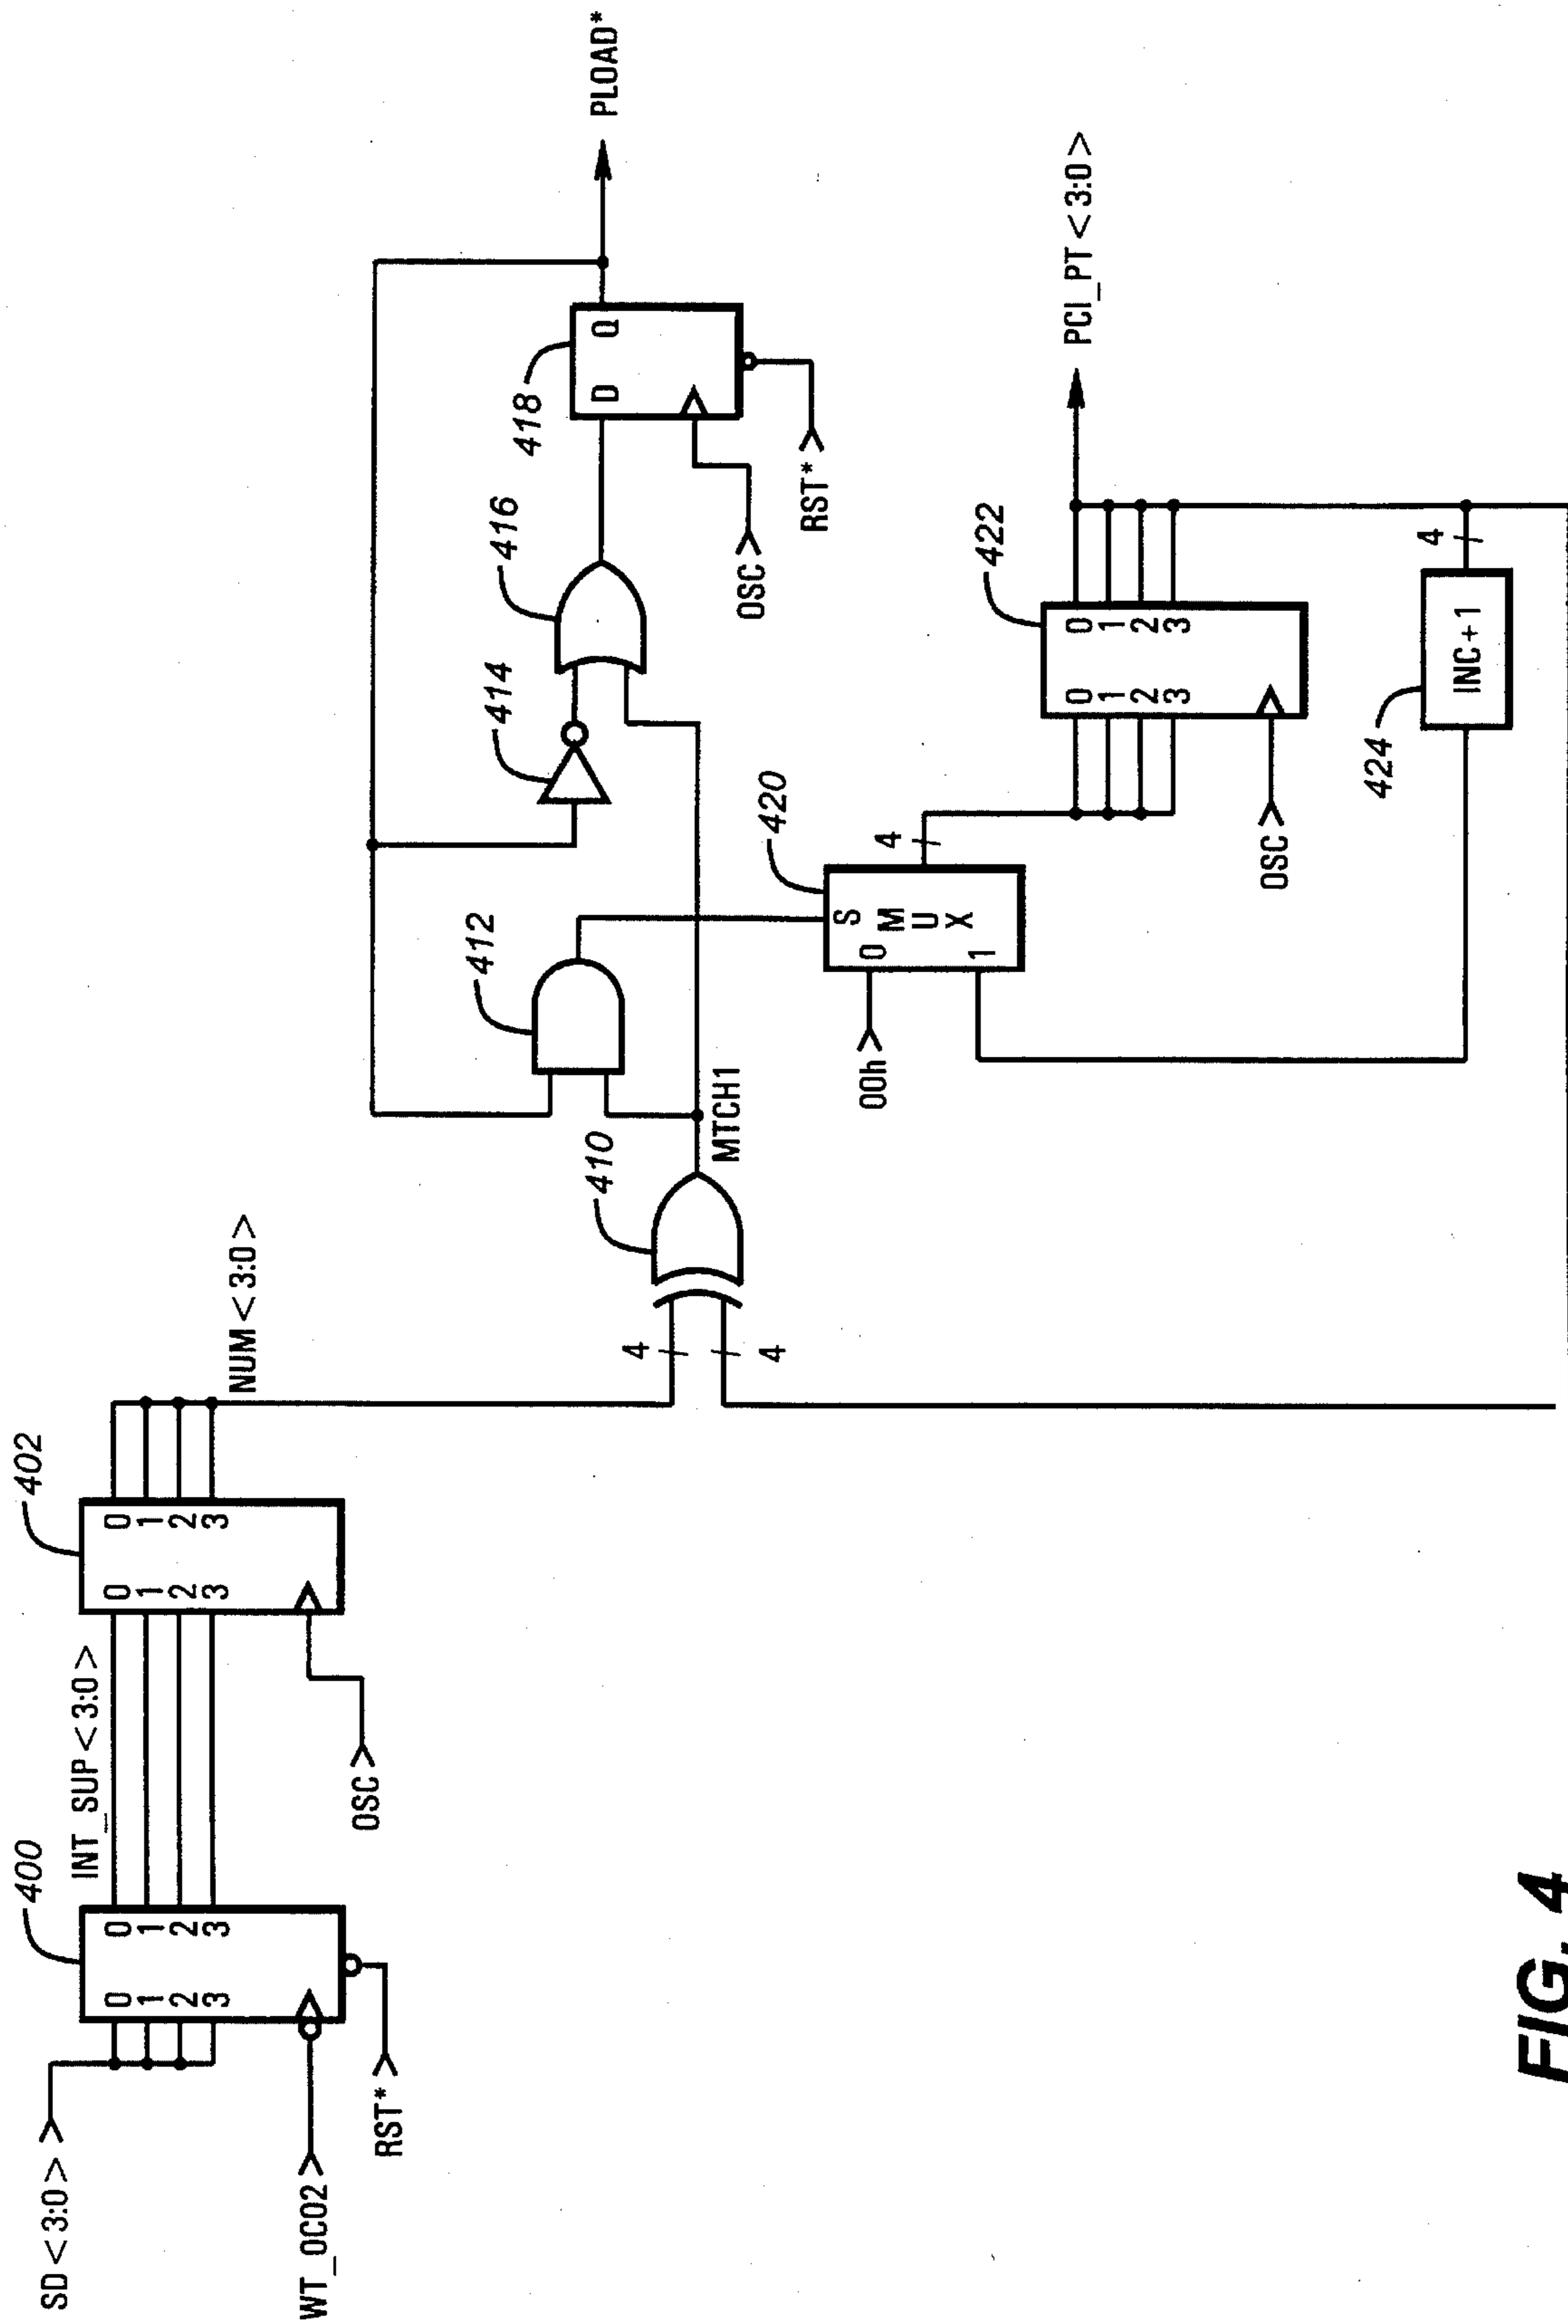 SD<3:0>
WT_0C02
RST*
400
0 0
1 1
2 2
3 3
INT_SUP<3:0>
OSC
402
0 0
1 1
2 2
3 3
NUM<3:0>
4
4
410
MTCH1
412
414
416
418
D Q
OSC
RST*
PLOAD*
00h
420
S
0 M
U
1 X
4
OSC
422
0 0
1 1
2 2
3 3
PCI_PT<3:0>
424
INC+1
4
FIG. 4